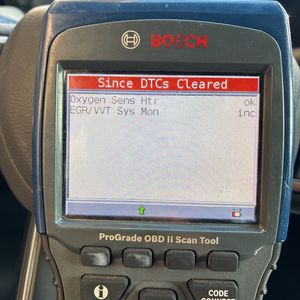 BOSCH
Since DTCs Cleared
Oxygen Sens Htr ok
EGR/VVT Sys Mon inc
ProGrade OBD II Scan Tool
i
CODE
CONNECT